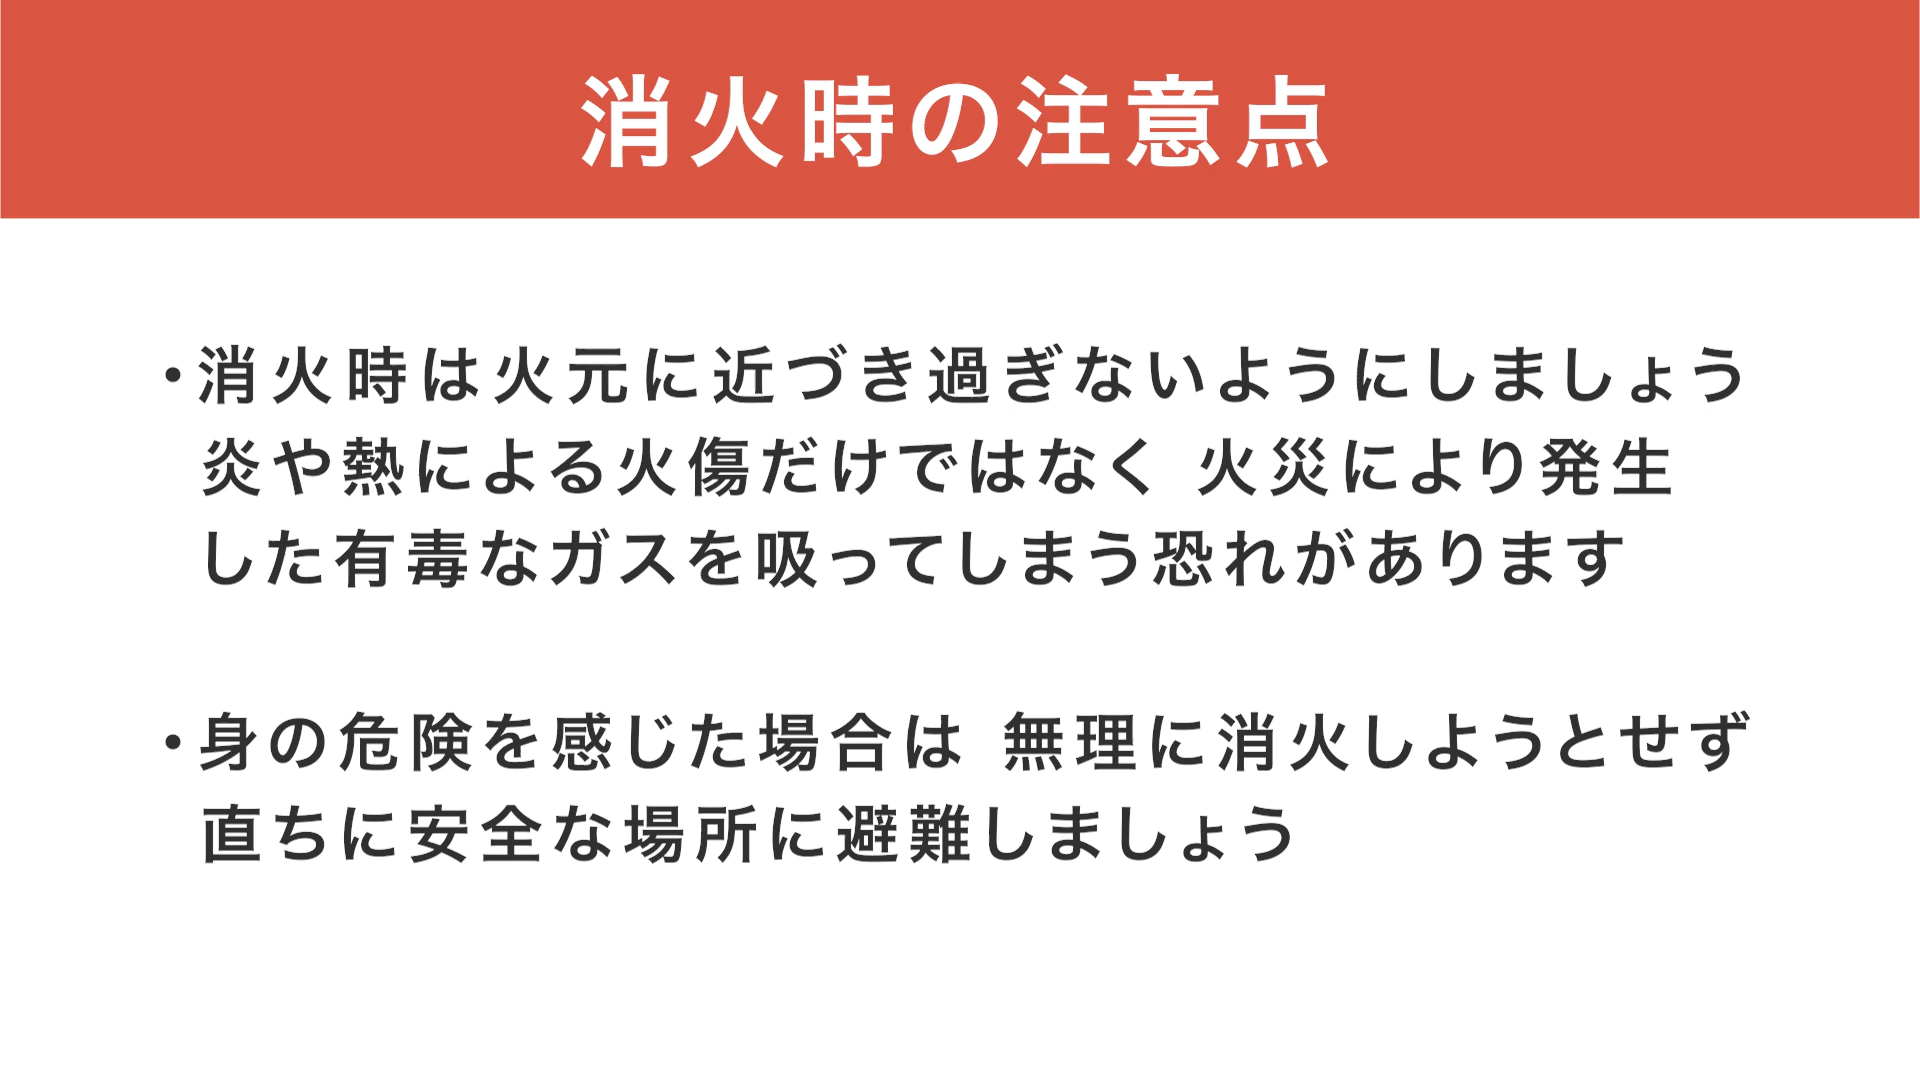 消火時の注意点
・消火時は火元に近づき過ぎないようにしましょう
炎や熱による火傷だけではなく 火災により発生
した有毒なガスを吸ってしまう恐れがあります
・身の危険を感じた場合は 無理に消火しようとせず
直ちに安全な場所に避難しましょう